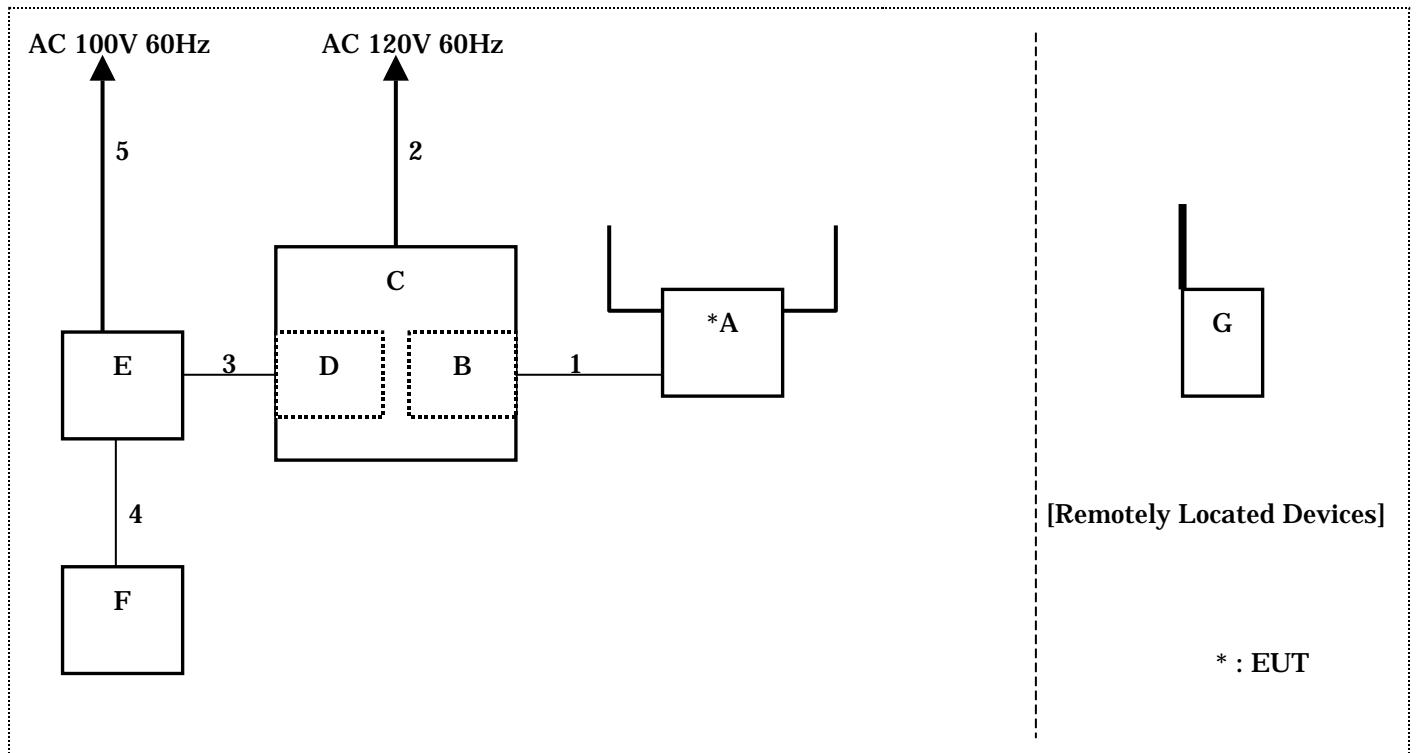 AC 100V 60Hz
AC 120V 60Hz
5
2
C
*A
G
E
3
D
B
1
4
[Remotely Located Devices]
F
* : EUT